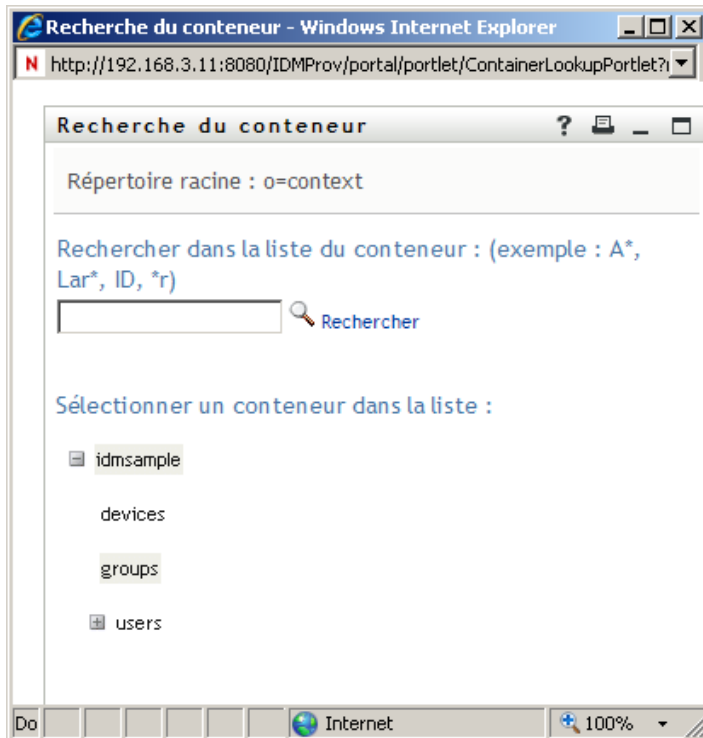 Recherche du conteneur - Windows Internet Explorer
N http://192.168.3.11:8080/IDMProv/portal/portlet/ContainerLookupPortlet?
Recherche du conteneur
Répertoire racine : o=context
Rechercher dans la liste du conteneur : (exemple : A*,
Lar*, ID, *r)
Rechercher
Sélectionner un conteneur dans la liste :
idmsample
devices
groups
users
Do Internet 100%